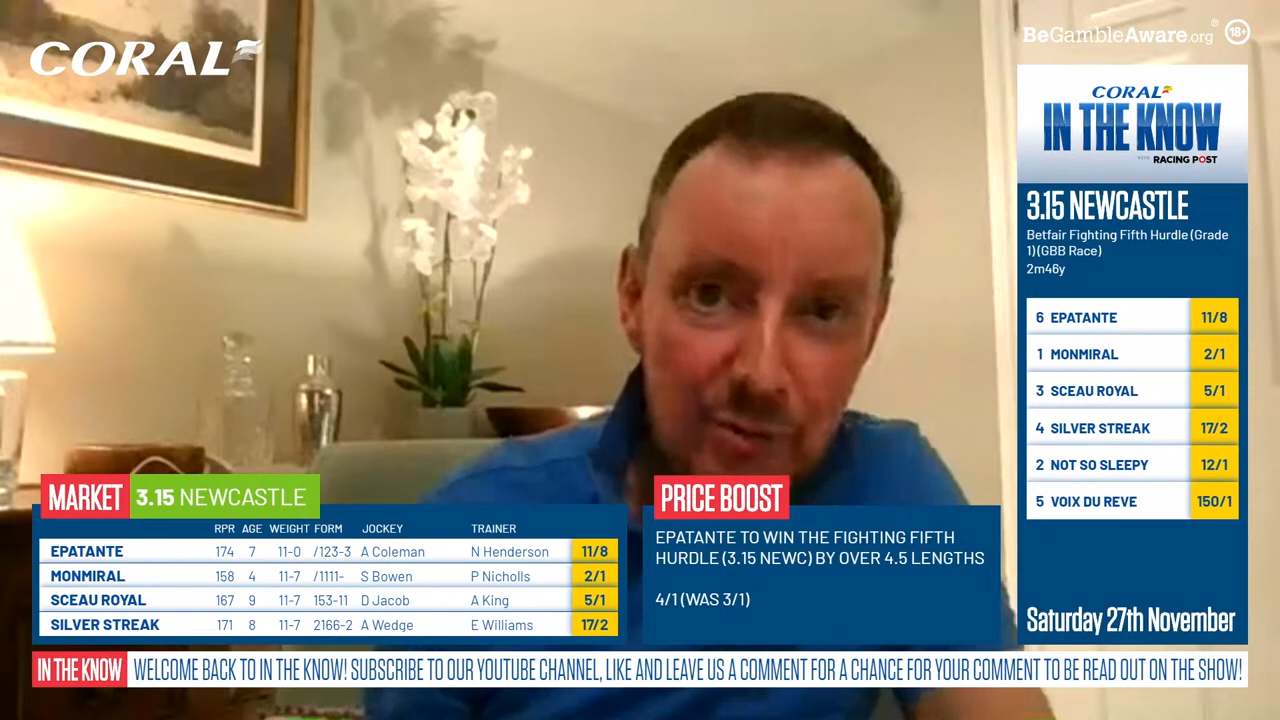 CORAL
BeGambleAware.org® 18+
CORAL
IN THE KNOW
WITH RACING POST
3.15 NEWCASTLE
Betfair Fighting Fifth Hurdle (Grade
1) (GBB Race)
2m46y
6 EPATANTE 11/8
1 MONMIRAL 2/1
3 SCEAU ROYAL 5/1
4 SILVER STREAK 17/2
2 NOT SO SLEEPY 12/1
5 VOIX DU REVE 150/1
Saturday 27th November
MARKET 3.15 NEWCASTLE
RPR AGE WEIGHT FORM JOCKEY TRAINER
EPATANTE 174 7 11-0 /123-3 A Coleman N Henderson 11/8
MONMIRAL 158 4 11-7 /1111- S Bowen P Nicholls 2/1
SCEAU ROYAL 167 9 11-7 153-11 D Jacob A King 5/1
SILVER STREAK 171 8 11-7 2166-2 A Wedge E Williams 17/2
PRICE BOOST
EPATANTE TO WIN THE FIGHTING FIFTH
HURDLE (3.15 NEWC) BY OVER 4.5 LENGTHS
4/1 (WAS 3/1)
IN THE KNOW WELCOME BACK TO IN THE KNOW! SUBSCRIBE TO OUR YOUTUBE CHANNEL, LIKE AND LEAVE US A COMMENT FOR A CHANCE FOR YOUR COMMENT TO BE READ OUT ON THE SHOW!